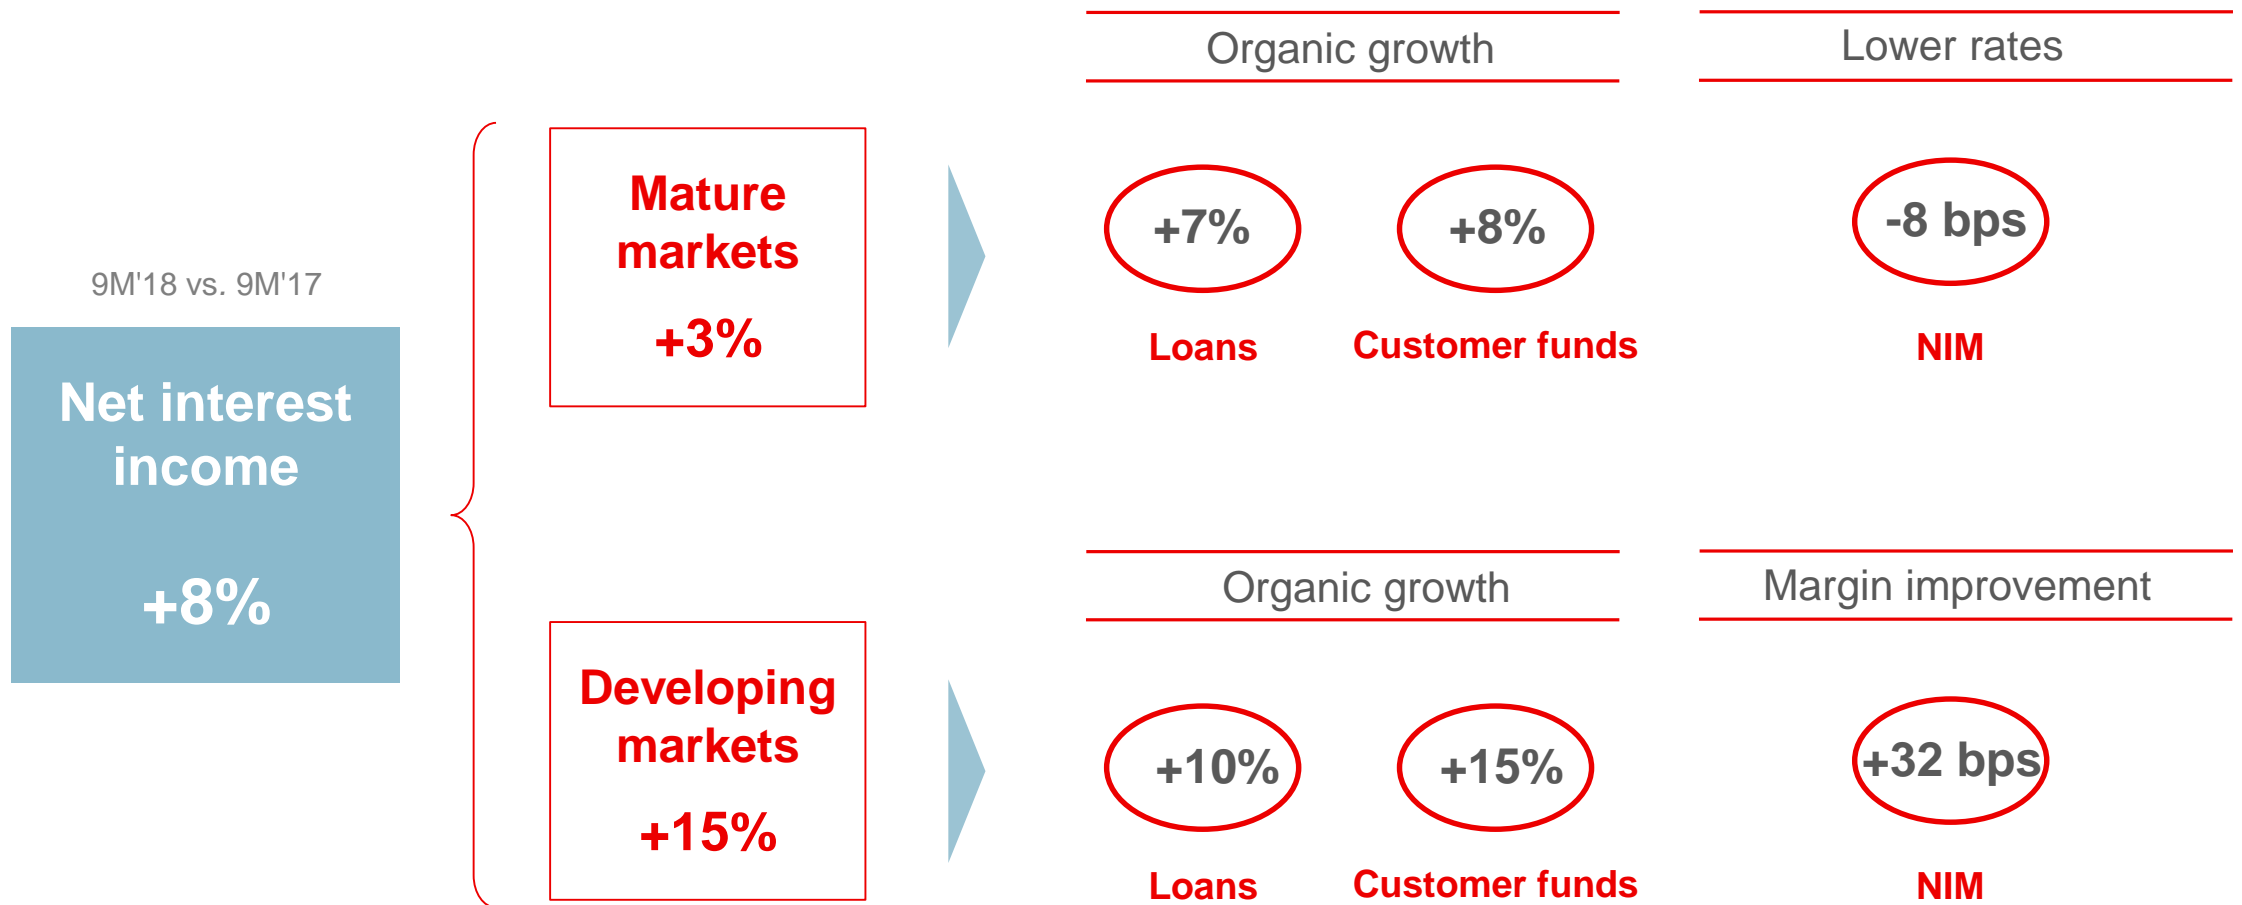 9M'18 vs. 9M'17
Net interest
income
+8%
Mature
markets
+3%
Organic growth
Lower rates
+7%
+8%
-8 bps
Loans
Customer funds
NIM
Developing
markets
+15%
Organic growth
Margin improvement
+10%
+15%
+32 bps
Loans
Customer funds
NIM